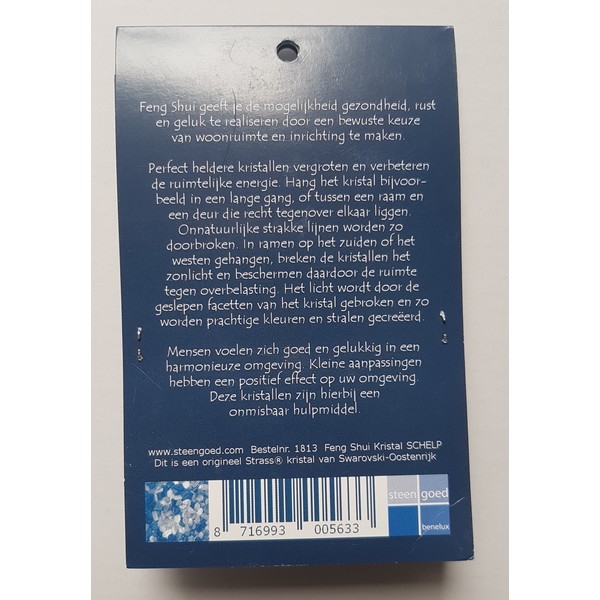 Feng Shui geeft je de mogelijkheid gezondheid, rust
en geluk te realiseren door een bewuste keuze
van woonruimte en inrichting te maken.
Perfect heldere kristallen vergroten en verbeteren
de ruimtelijke energie. Hang het kristal bijvoor-
beeld in een lange gang, of tussen een raam en
een deur die recht tegenover elkaar liggen.
Onnatuurlijke strakke lijnen worden zo
doorbroken. In ramen op het zuiden of het
westen gehangen, breken de kristallen het
zonlicht en beschermen daardoor de ruimte
tegen overbelasting. Het licht wordt door de
geslepen facetten van het kristal gebroken en zo
worden prachtige kleuren en stralen gecreëerd.
Mensen voelen zich goed en gelukkig in een
harmonieuze omgeving. Kleine aanpassingen
hebben een positief effect op uw omgeving.
Deze kristallen zijn hierbij een
onmisbaar hulpmiddel.
www.steengoed.com Bestelnr. 1813 Feng Shui Kristal SCHELP
Dit is een origineel Strass® kristal van Swarovski-Oostenrijk
steen goed
benelux
8 716993 005633